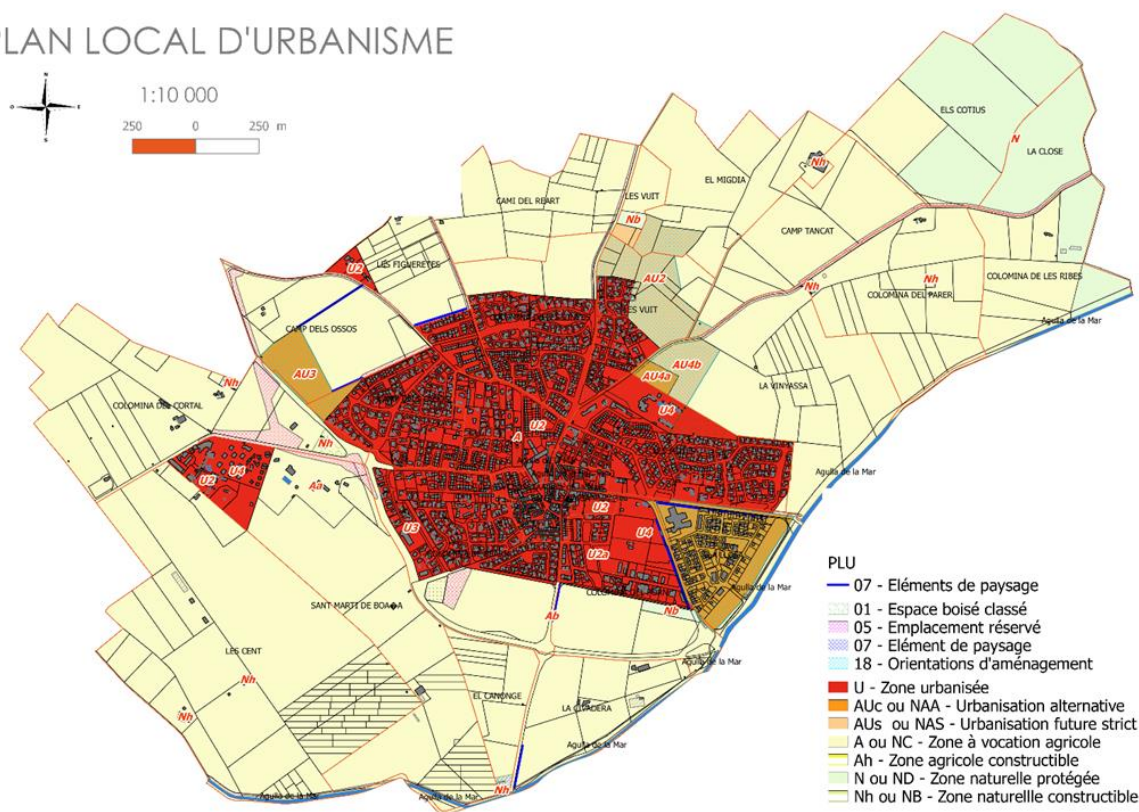 PLAN LOCAL D'URBANISME
N
O
E
S
1:10 000
250 0 250 m
ELS COTIUS
N
LA CLOSE
Nh
EL MIGDIA
CAMI DEL REART
LES VUIT
Nb
CAMP TANCAT
U2
LES FIGUERETES
AU2
Nh
Nh
COLOMINA DE LES RIBES
COLOMINA DEL PARER
LES VUIT
Agulla de la Mar
CAMP DELS OSSOS
AU3
AU4b
AU4a
Nh
LA VINYASSA
COLOMINA DEL CORTAL
U4
U2
A
Nh
U2
U4
Agulla de la Mar
Aa
U2
U3
U4
U2a
Agulla de la Mar
SANT MARTI DE BOA�A
Ab
Nb
LES CENT
Agulla de la Mar
Nh
EL CANONGE
LA CIVADERA
Nh
Agulla de la Mar
Nh
Agulla de la Mar
Agulla de la Mar
PLU
07 - Eléments de paysage
01 - Espace boisé classé
05 - Emplacement réservé
07 - Elément de paysage
18 - Orientations d'aménagement
U - Zone urbanisée
AUc ou NAA - Urbanisation alternative
AUs ou NAS - Urbanisation future strict
A ou NC - Zone à vocation agricole
Ah - Zone agricole constructible
N ou ND - Zone naturelle protégée
Nh ou NB - Zone naturellle constructible